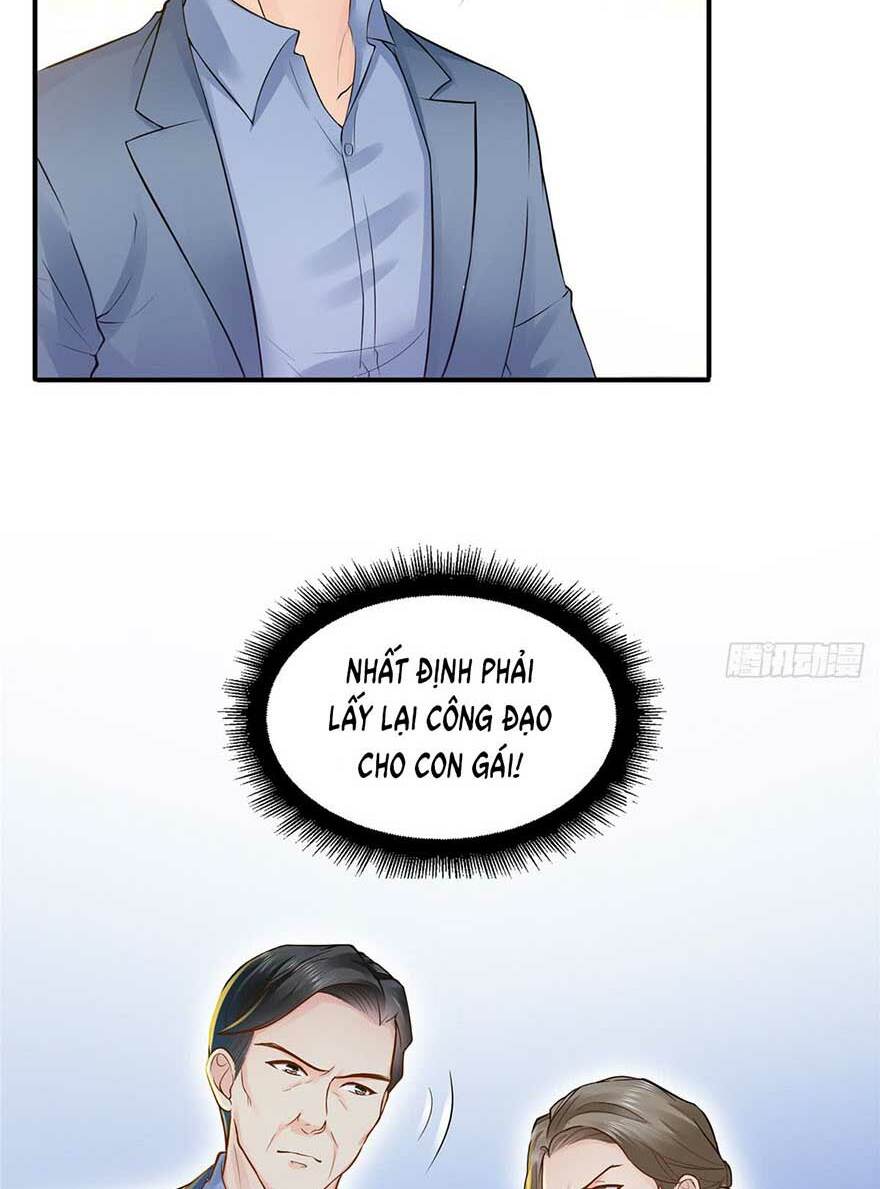 腾讯动漫
NHẤT ĐỊNH PHẢI
LẤY LẠI CÔNG ĐẠO
CHO CON GÁI!